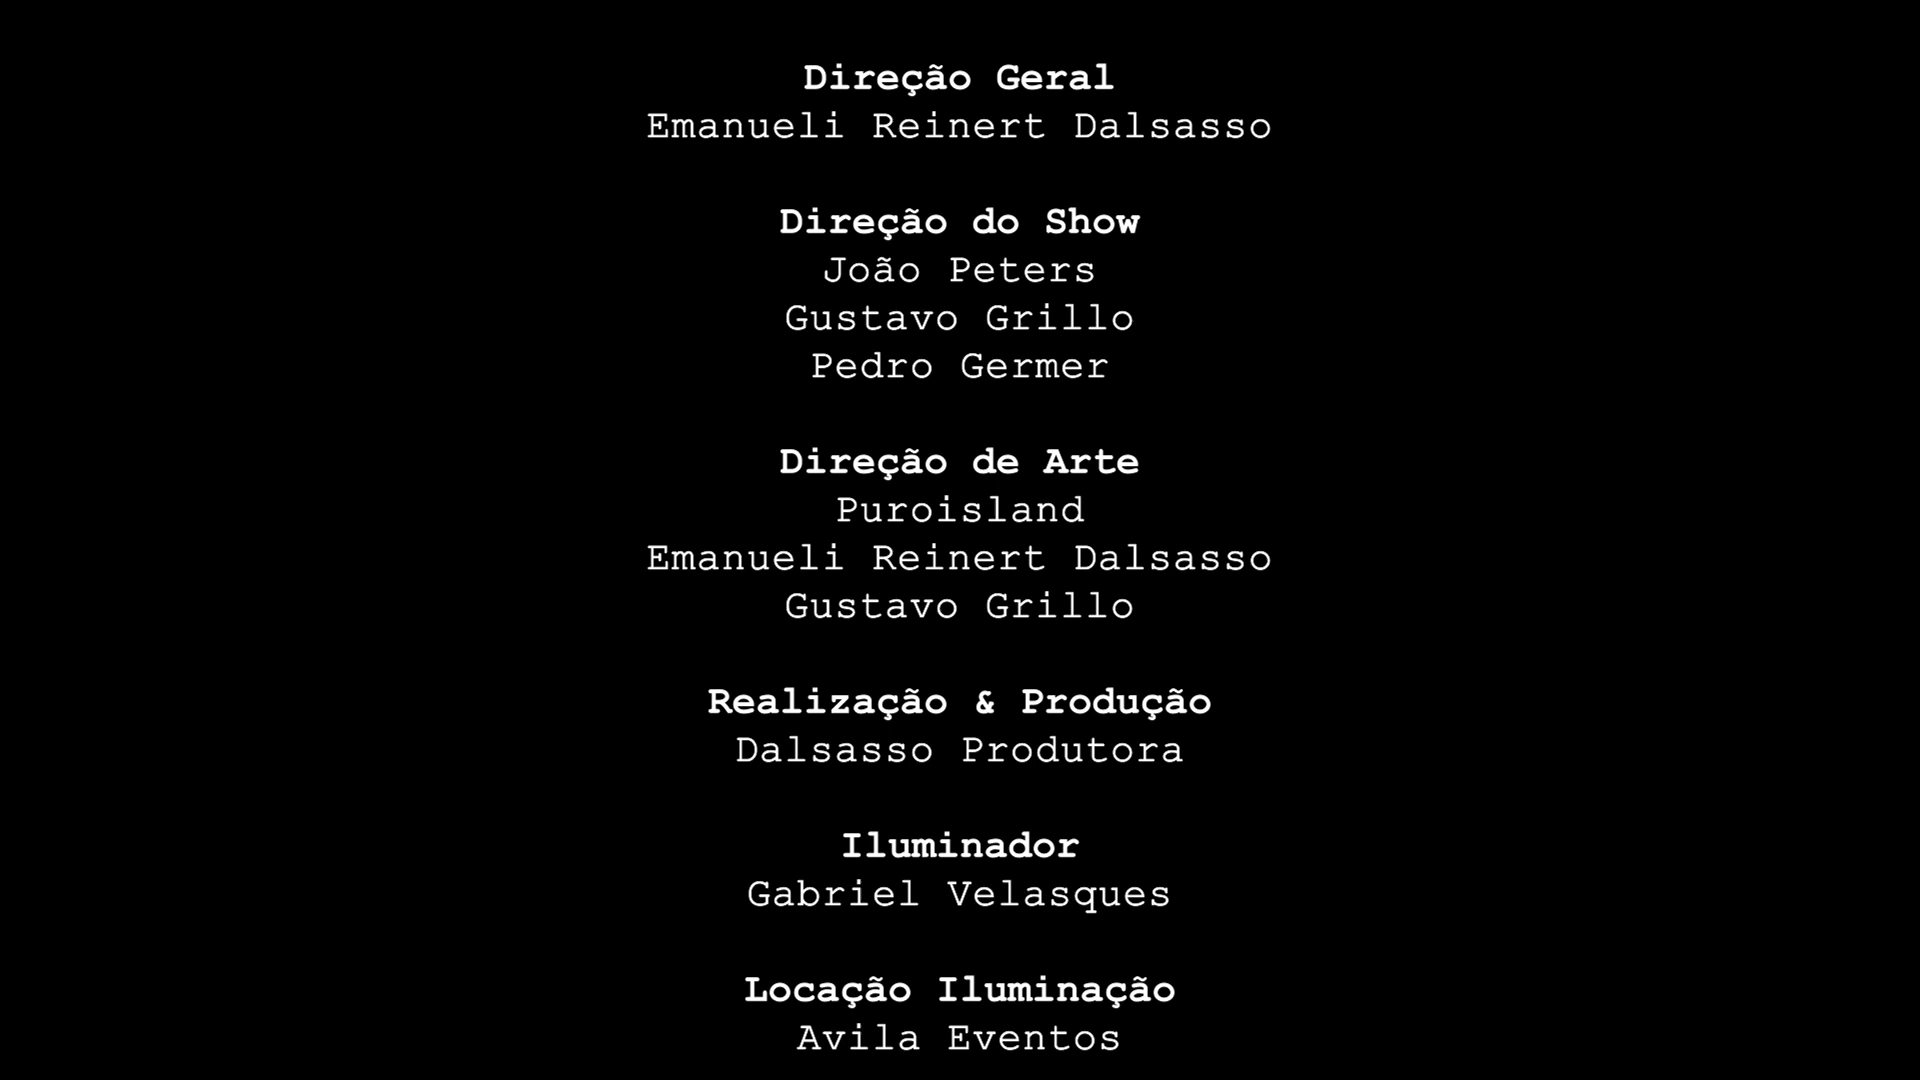 Direção Geral
Emanueli Reinert Dalsasso
Direção do Show
João Peters
Gustavo Grillo
Pedro Germer
Direção de Arte
Puroisland
Emanueli Reinert Dalsasso
Gustavo Grillo
Realização & Produção
Dalsasso Produtora
Iluminador
Gabriel Velasques
Locação Iluminação
Avila Eventos